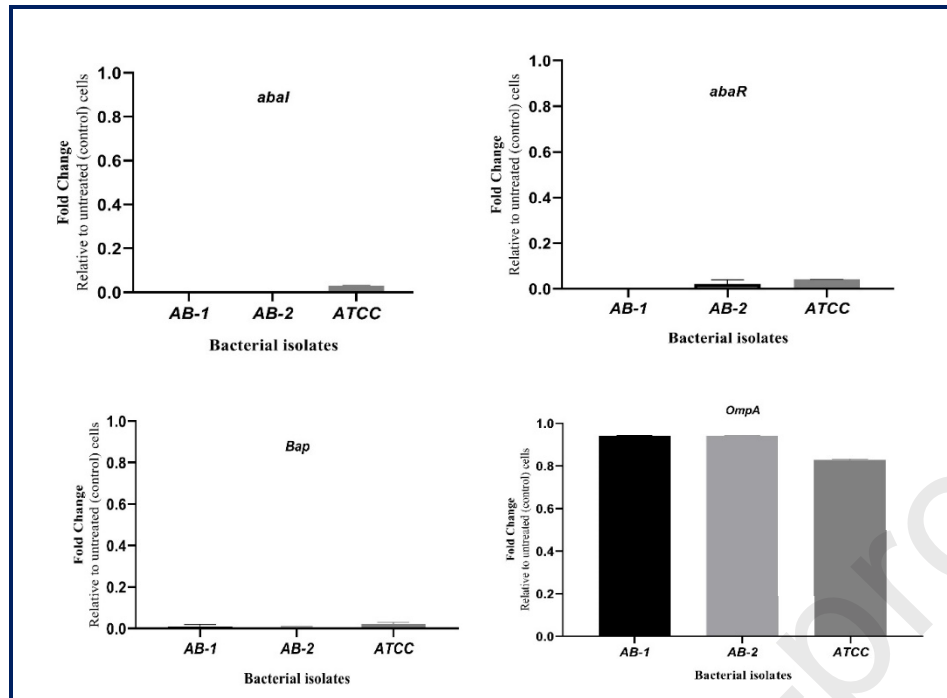 abaI
Fold Change
Relative to untreated (control) cells
1.0
0.8
0.6
0.4
0.2
0.0
AB-1 AB-2 ATCC
Bacterial isolates
abaR
Fold Change
Relative to untreated (control) cells
1.0
0.8
0.6
0.4
0.2
0.0
AB-1 AB-2 ATCC
Bacterial isolates
Bap
Fold Change
Relative to untreated (control) cells
1.0
0.8
0.6
0.4
0.2
0.0
AB-1 AB-2 ATCC
Bacterial isolates
OmpA
Fold Change
Relative to untreated (control) cells
1.0
0.8
0.6
0.4
0.2
0.0
AB-1 AB-2 ATCC
Bacterial isolates